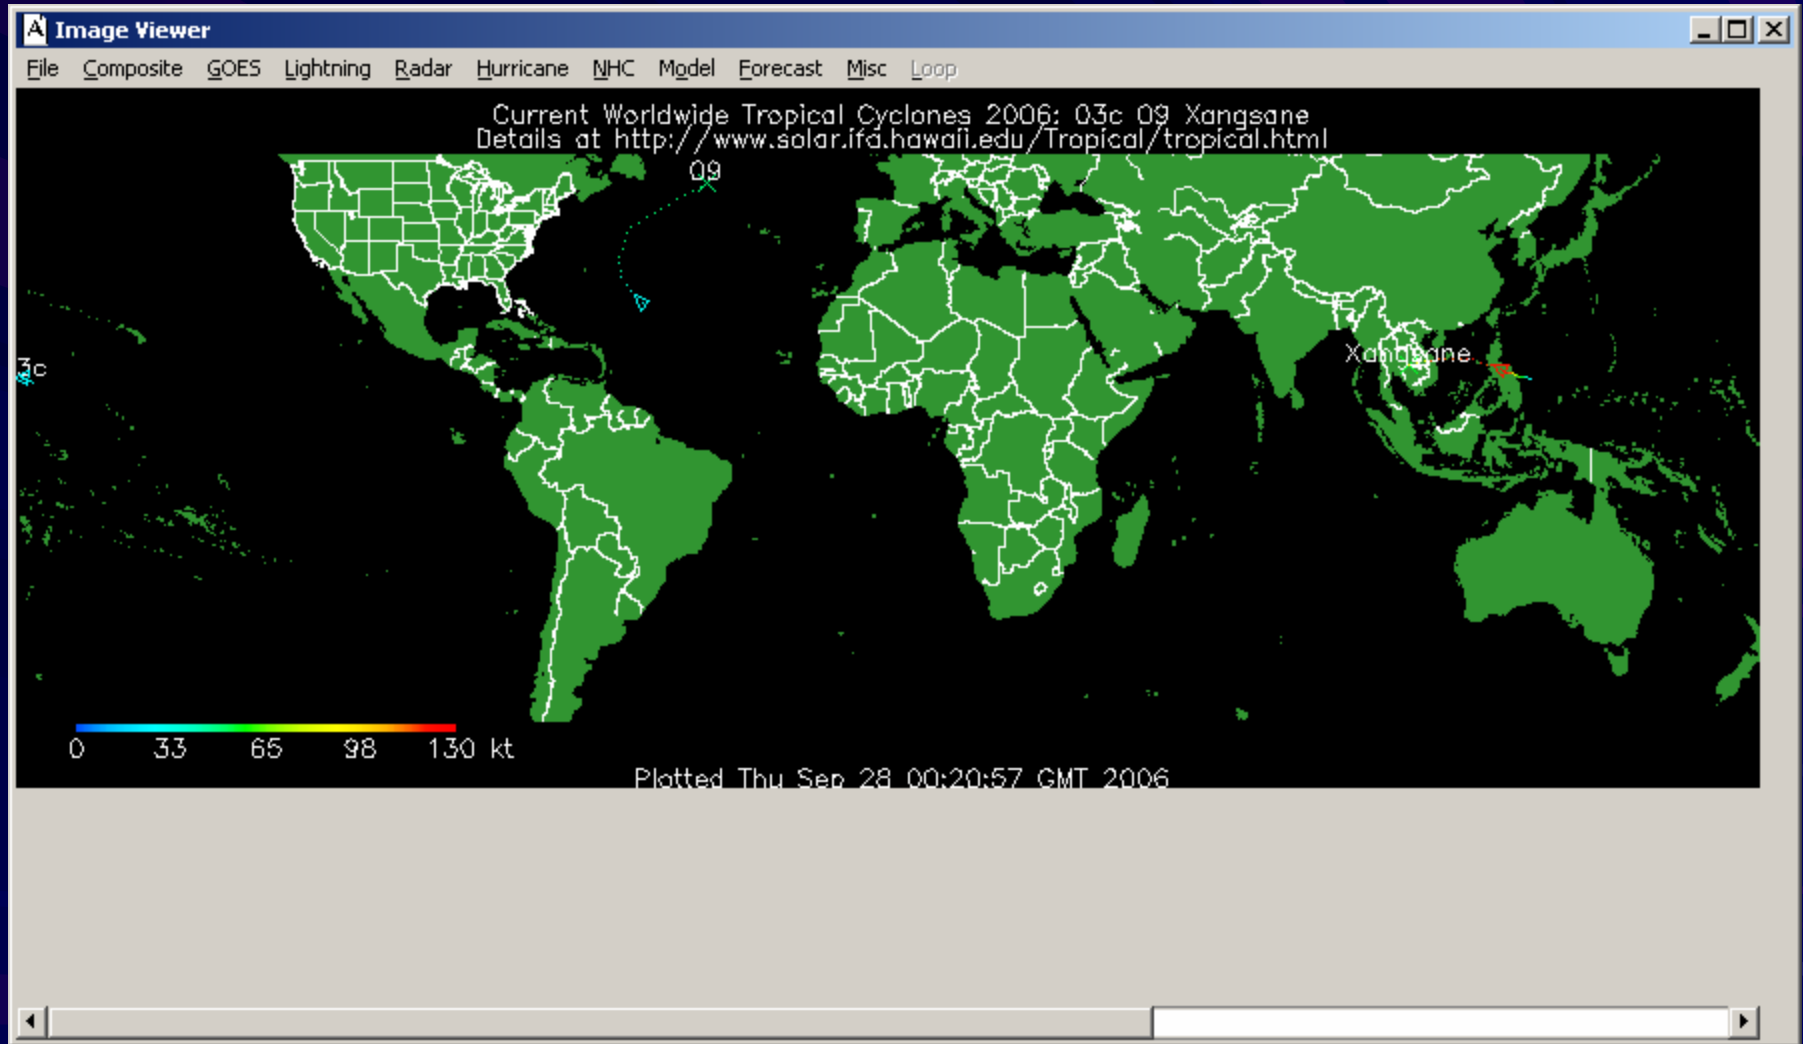 Image Viewer
File Composite GOES Lightning Radar Hurricane NHC Model Forecast Misc Loop
Current Worldwide Tropical Cyclones 2006: 03c 09 Xangsane
Details at http://www.solar.ifa.hawaii.edu/Tropical/tropical.html
09
Xangsane
3c
0 33 65 98 130 kt
Plotted Thu Sep 28 00:20:57 GMT 2006